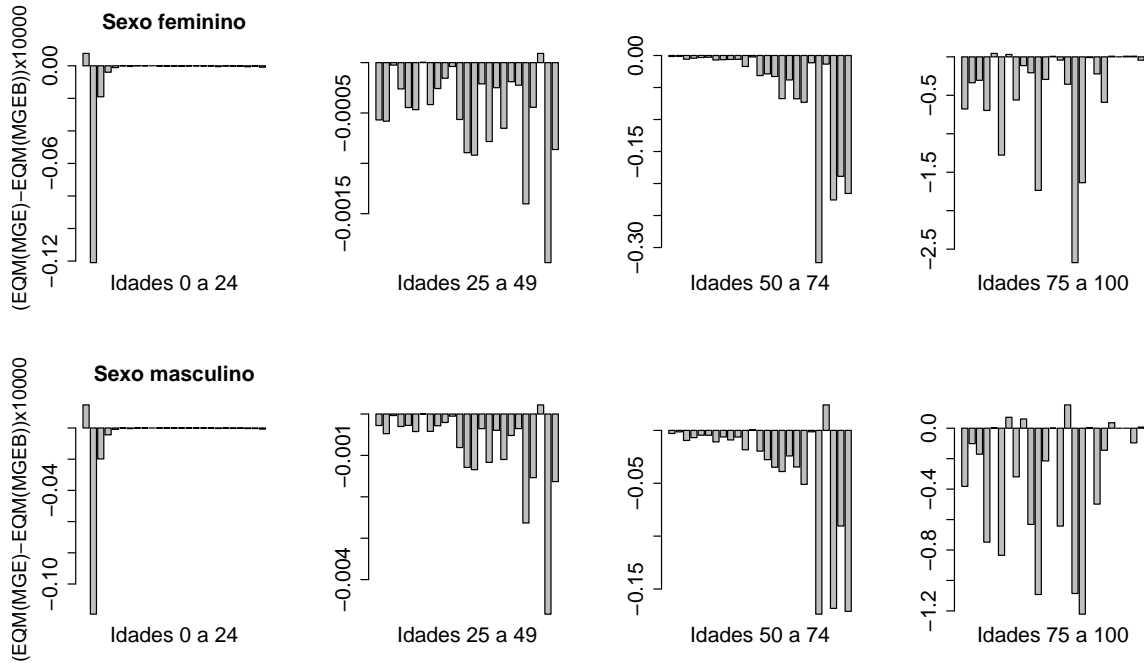 Sexo feminino
(EQM(MGE)−EQM(MGEB))x10000
0.00
−0.06
−0.12
Idades 0 a 24
−0.0005
−0.0015
Idades 25 a 49
0.00
−0.15
−0.30
Idades 50 a 74
−0.5
−1.5
−2.5
Idades 75 a 100
Sexo masculino
(EQM(MGE)−EQM(MGEB))x10000
−0.04
−0.10
Idades 0 a 24
−0.001
−0.004
Idades 25 a 49
−0.05
−0.15
Idades 50 a 74
0.0
−0.4
−0.8
−1.2
Idades 75 a 100